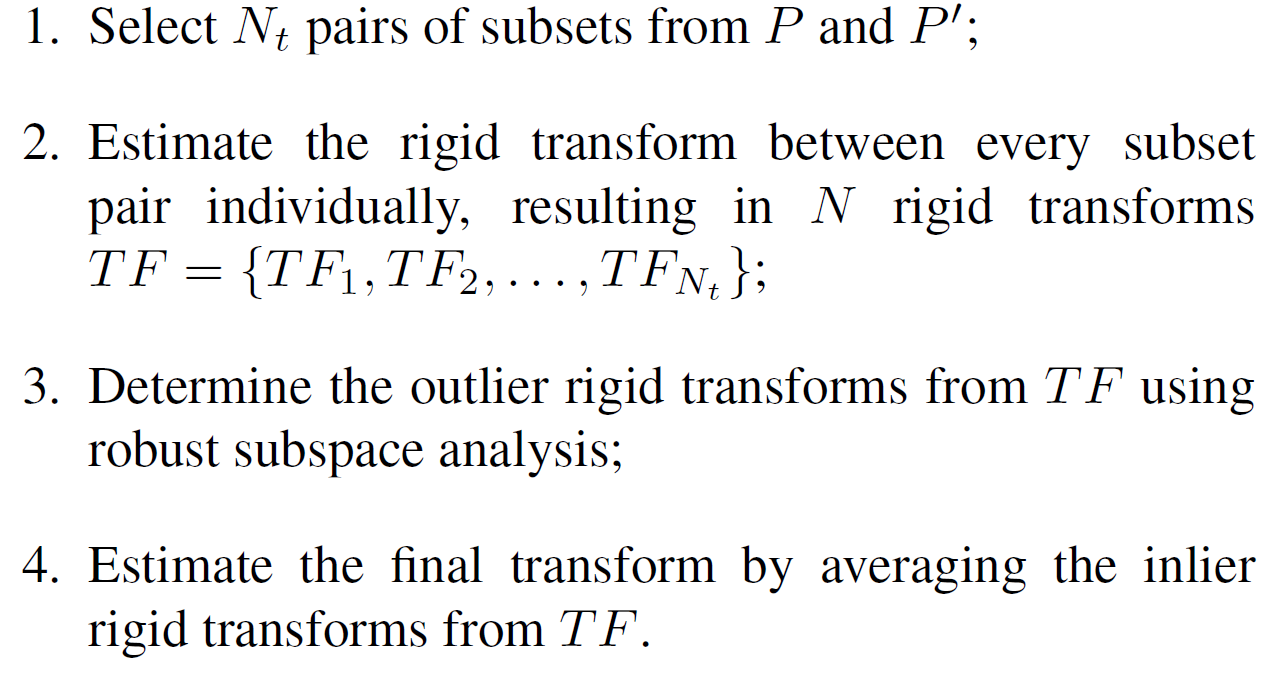 1. Select $N_t$ pairs of subsets from $P$ and $P'$;
2. Estimate the rigid transform between every subset
pair individually, resulting in $N$ rigid transforms
$TF = \{TF_1, TF_2, \ldots, TF_{N_t}\}$;
3. Determine the outlier rigid transforms from $TF$ using
robust subspace analysis;
4. Estimate the final transform by averaging the inlier
rigid transforms from $TF$.